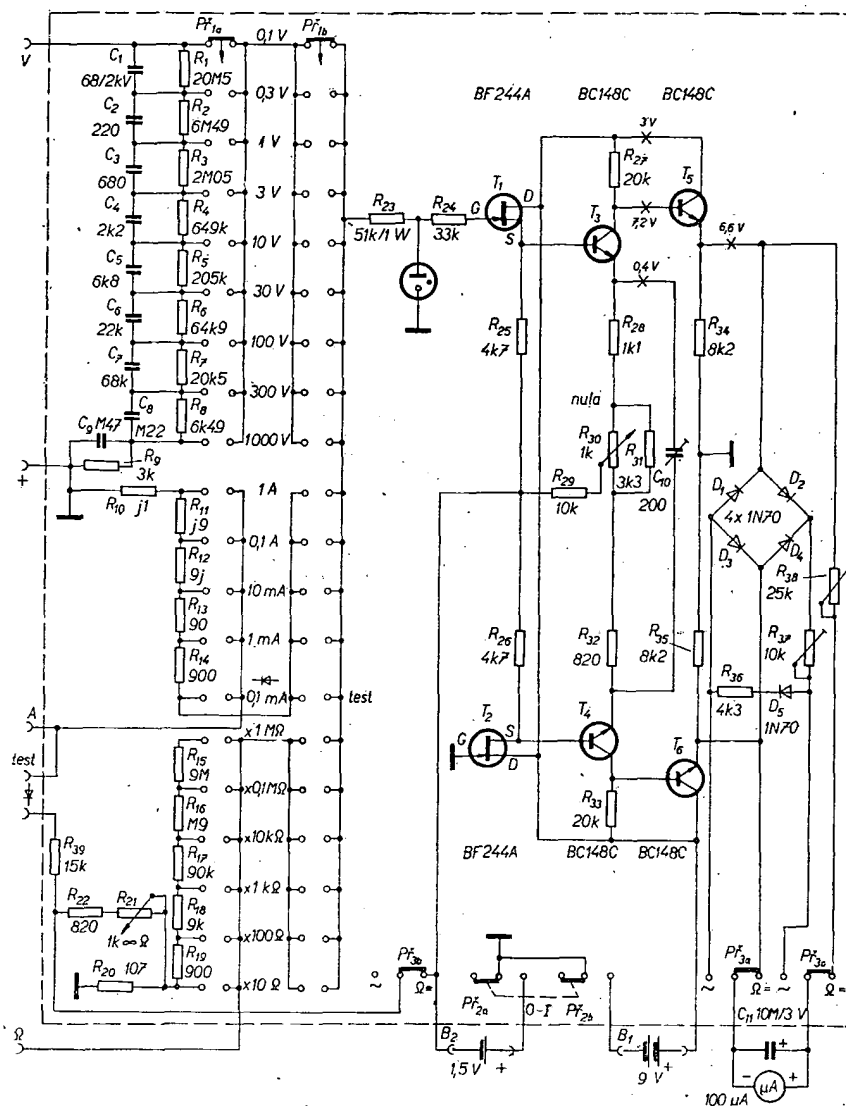 Př1a
0,1 V
Př1b
V
C1
68/2kV
R1
20M5
0,3 V
C2
220
R2
6M49
1 V
C3
680
R3
2M05
3 V
C4
2k2
R4
649k
10 V
C5
6k8
R5
205k
30 V
C6
22k
R6
64k9
100 V
C7
68k
R7
20k5
300 V
C8
M22
R8
6k49
1000 V
C9 M47
+
R9
3k
R10 j1
1 A
R11
j9
0,1 A
R12
9j
10 mA
R13
90
1 mA
R14
900
0,1 mA
test
A
x1 MΩ
test
R15
9M
x0,1MΩ
R16
M9
x10kΩ
R39
15k
R17
90k
x1 kΩ
R22
820
R21
1k ∞ Ω
R18
9k
x100Ω
R19
900
R20 107
x10 Ω
Ω
BF244A
BC148C
BC148C
3V
R27
20k
T1
D
G
S
R23
51k/1 W
R24
33k
T3
T5
7,2V
6,6V
0,4V
R25
4k7
R28
1k1
R34
8k2
nula
R30
1k
R31
3k3
C10
200
R29
10k
D1
D2
4x1N70
D3
D4
R38
25k
R26
4k7
R32
820
R35
8k2
R37
10k
R36
4k3
D5
1N70
T2
S
G
D
T4
T6
R33
20k
BF244A
BC148C
BC148C
~
Př3b
Ω=
Př2a
0-I
Př2b
~
Př3a
Ω=
~
Př3c
Ω=
B2
1,5 V +
B1
9 V +
C11 10M/3 V
+
- µA +
100 µA